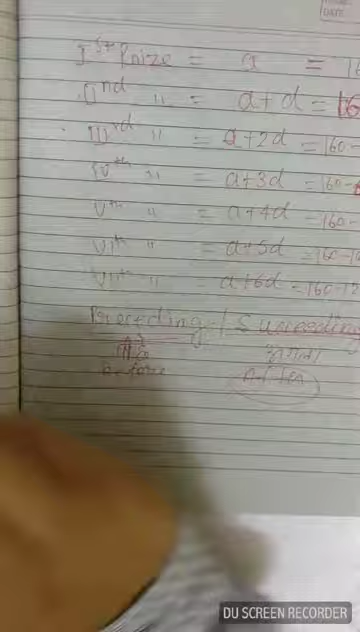 DATE
Ist Prize = a = 16
IInd " = a+d = 16
IIIrd " = a+2d = 160-
IVth " = a+3d = 160-
Vth " = a+4d = 160-
VIth " = a+5d = 160-
VIIth " = a+6d = 160-12
Preceding / Suceeding
before After
DU SCREEN RECORDER